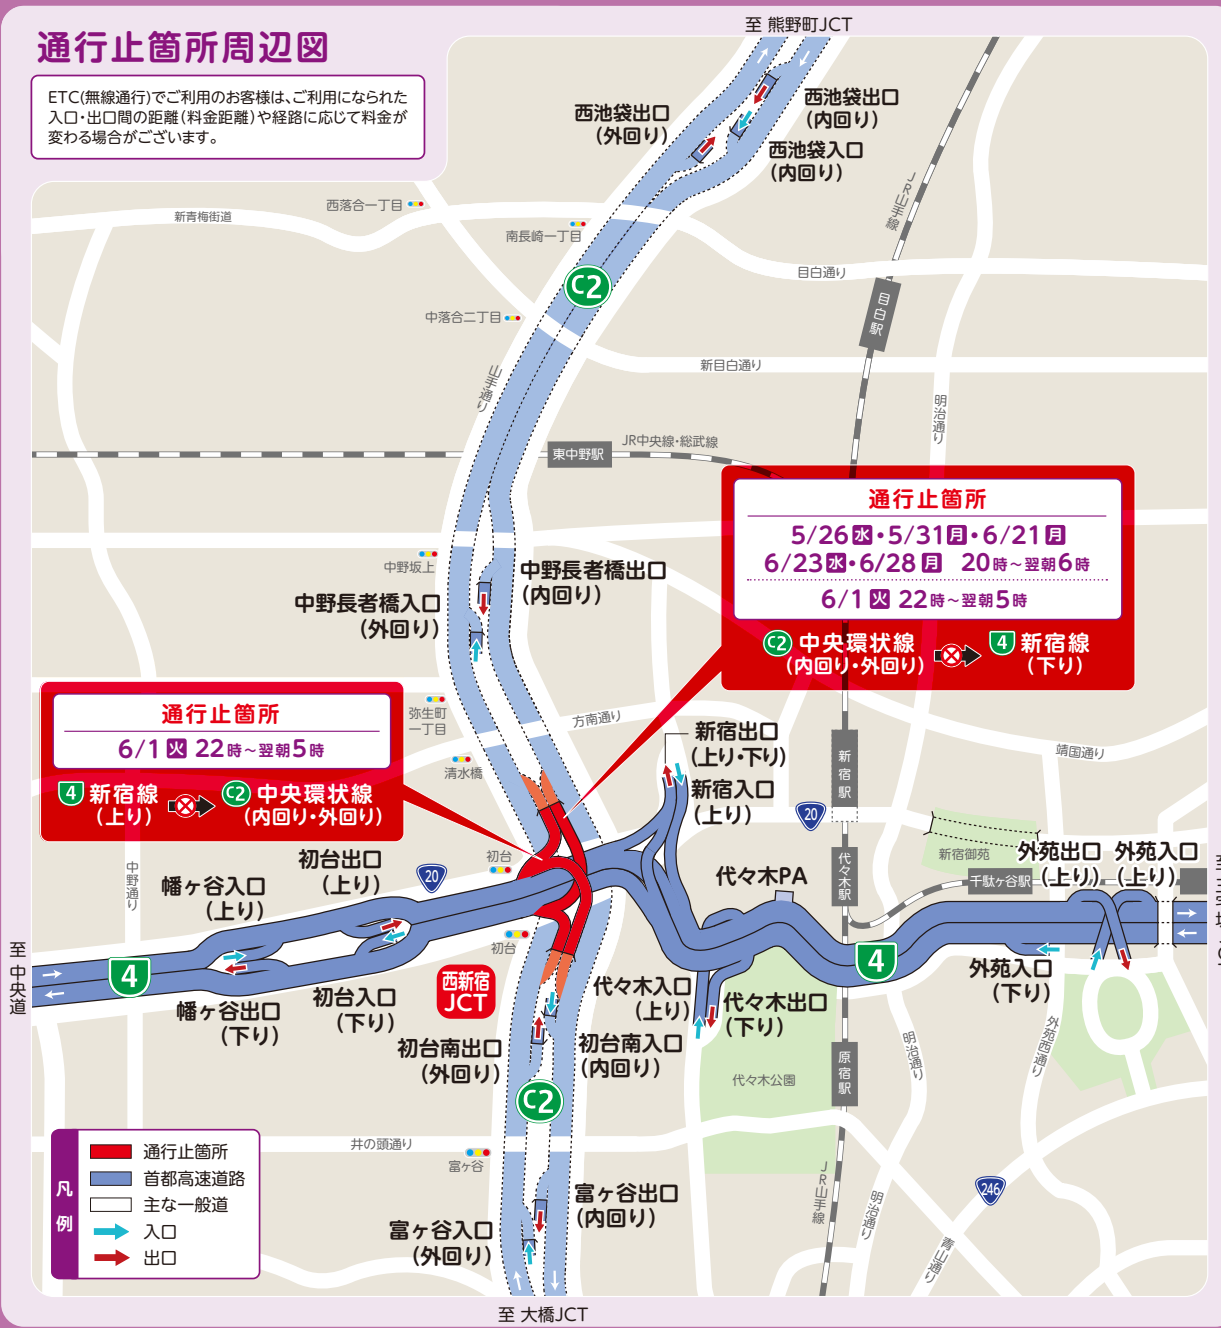 通行止箇所周辺図
ETC(無線通行)でご利用のお客様は、ご利用になられた
入口・出口間の距離(料金距離)や経路に応じて料金が
変わる場合がございます。
至 熊野町JCT
西池袋出口
(外回り)
西池袋出口
(内回り)
西池袋入口
(内回り)
JR山手線
新青梅街道
西落合一丁目
南長崎一丁目
目白通り
C2
目白駅
中落合二丁目
新目白通り
山手通り
明治通り
東中野駅
JR中央線・総武線
通行止箇所
5/26水・5/31月・6/21月
6/23水・6/28月 20時~翌朝6時
6/1火 22時~翌朝5時
C2 中央環状線
(内回り・外回り)
4 新宿線
(下り)
中野坂上
中野長者橋出口
(内回り)
中野長者橋入口
(外回り)
通行止箇所
6/1火 22時~翌朝5時
4 新宿線
(上り)
C2 中央環状線
(内回り・外回り)
弥生町
一丁目
方南通り
清水橋
新宿出口
(上り・下り)
新宿入口
(上り)
新宿駅
靖国通り
20
新宿御苑
初台
初台出口
(上り)
20
幡ヶ谷入口
(上り)
中野通り
代々木PA
代々木駅
千駄ヶ谷駅
外苑出口
(上り)
外苑入口
(上り)
至 中央道
4
初台
西新宿
JCT
4
幡ヶ谷出口
(下り)
初台入口
(下り)
代々木入口
(上り)
代々木出口
(下り)
外苑入口
(下り)
初台南出口
(外回り)
初台南入口
(内回り)
明治通り
外苑西通り
原宿駅
代々木公園
C2
井の頭通り
富ヶ谷
凡例
通行止箇所
首都高速道路
主な一般道
入口
出口
富ヶ谷出口
(内回り)
富ヶ谷入口
(外回り)
JR山手線
明治通り
246
青山通り
至 大橋JCT